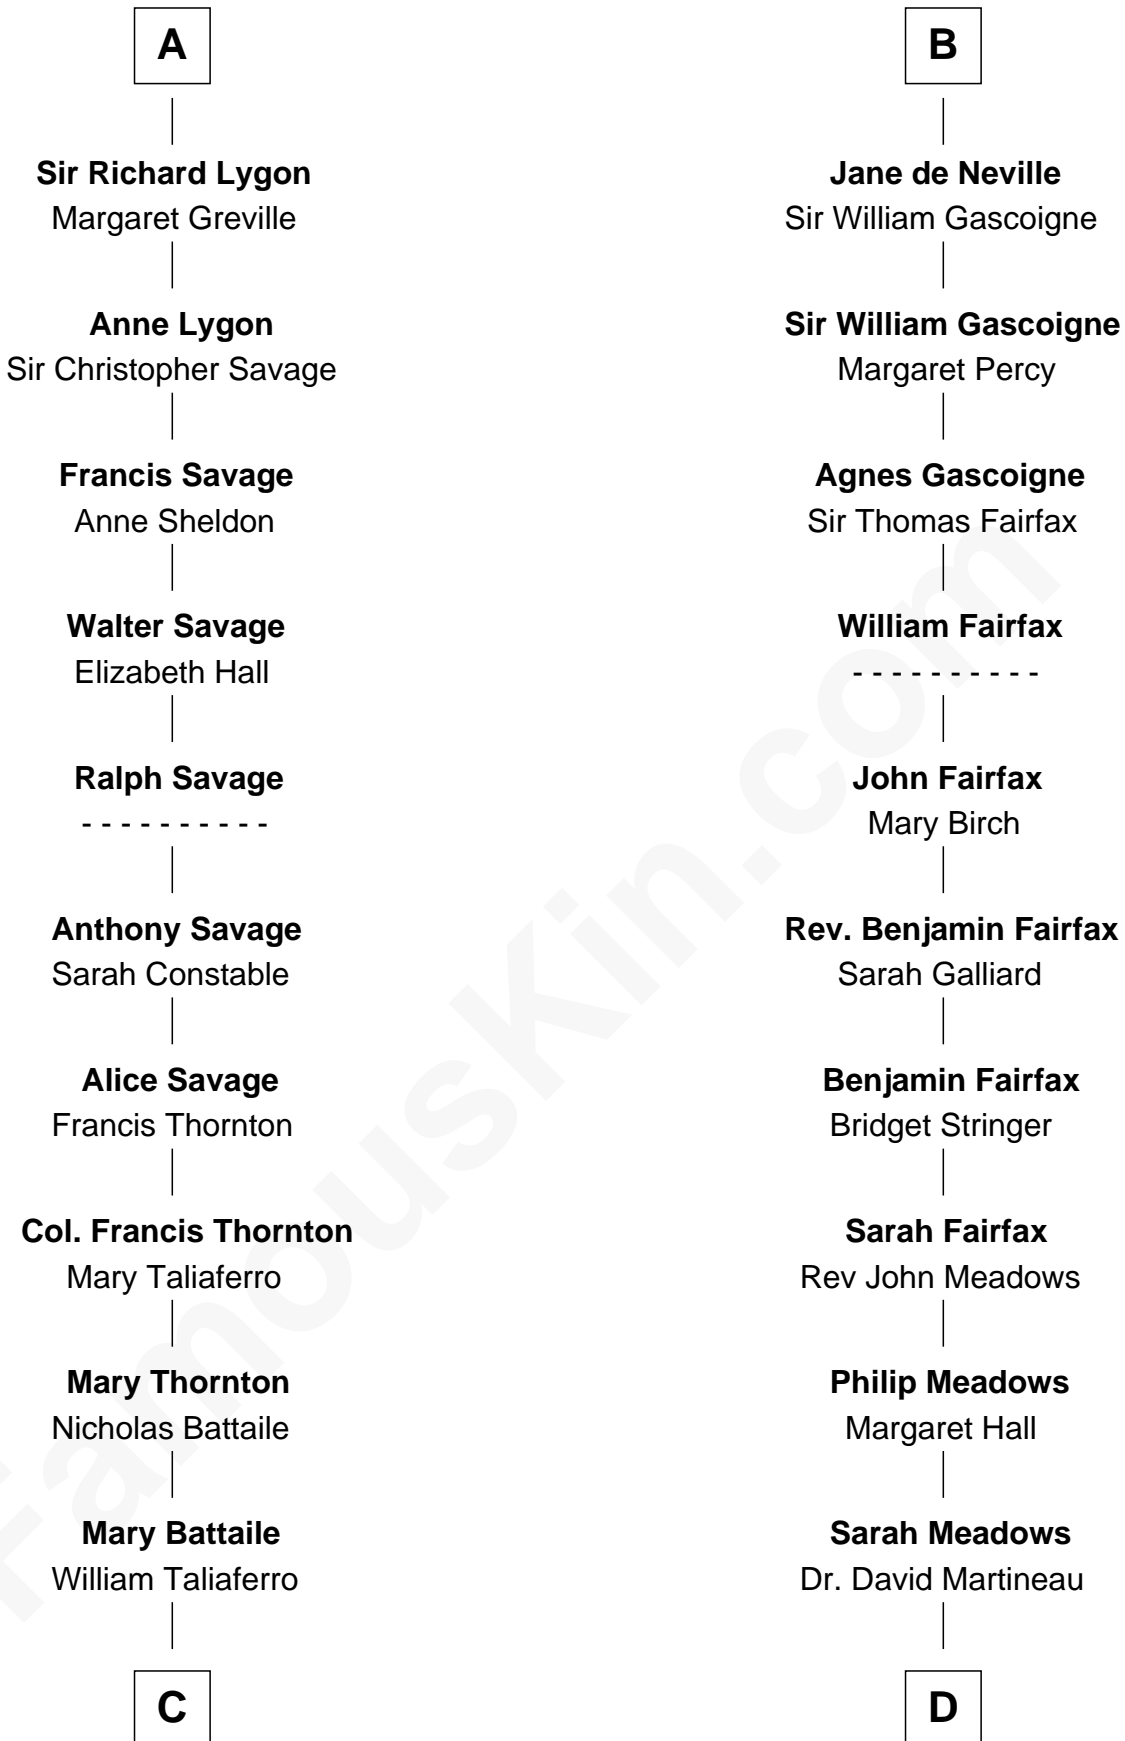 A
Sir Richard Lygon
Margaret Greville
Anne Lygon
Sir Christopher Savage
Francis Savage
Anne Sheldon
Walter Savage
Elizabeth Hall
Ralph Savage
- - - - - - - - - -
Anthony Savage
Sarah Constable
Alice Savage
Francis Thornton
Col. Francis Thornton
Mary Taliaferro
Mary Thornton
Nicholas Battaile
Mary Battaile
William Taliaferro
C
B
Jane de Neville
Sir William Gascoigne
Sir William Gascoigne
Margaret Percy
Agnes Gascoigne
Sir Thomas Fairfax
William Fairfax
- - - - - - - - - -
John Fairfax
Mary Birch
Rev. Benjamin Fairfax
Sarah Galliard
Benjamin Fairfax
Bridget Stringer
Sarah Fairfax
Rev John Meadows
Philip Meadows
Margaret Hall
Sarah Meadows
Dr. David Martineau
D
FamousKin.com